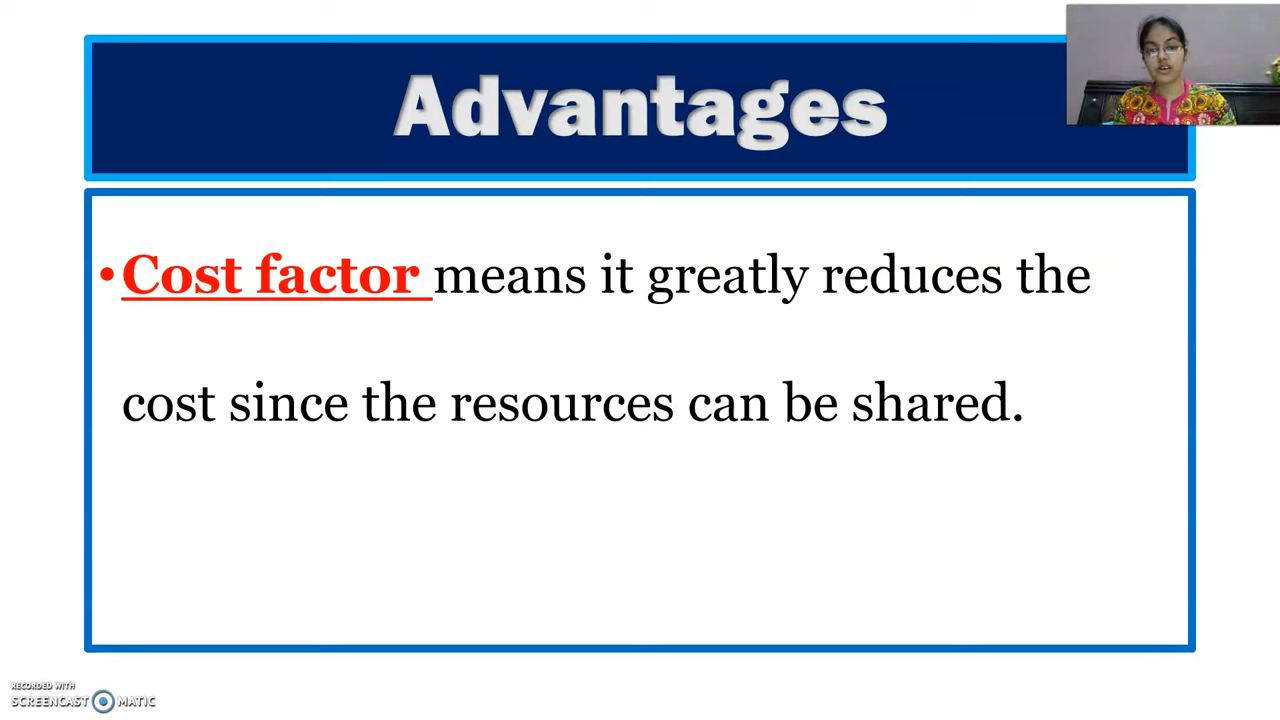 Advantages
•Cost factor means it greatly reduces the
cost since the resources can be shared.
RECORDED WITH
SCREENCAST MATIC